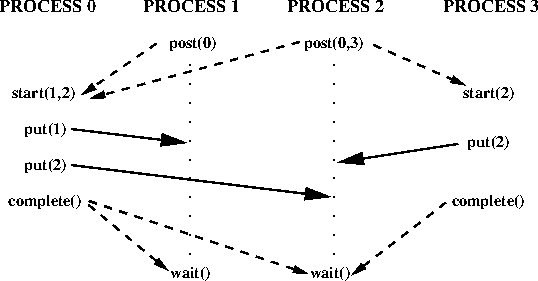 PROCESS 0 PROCESS 1 PROCESS 2 PROCESS 3
post(0) post(0,3)
start(1,2) start(2)
put(1) put(2)
put(2)
complete() complete()
wait() wait()